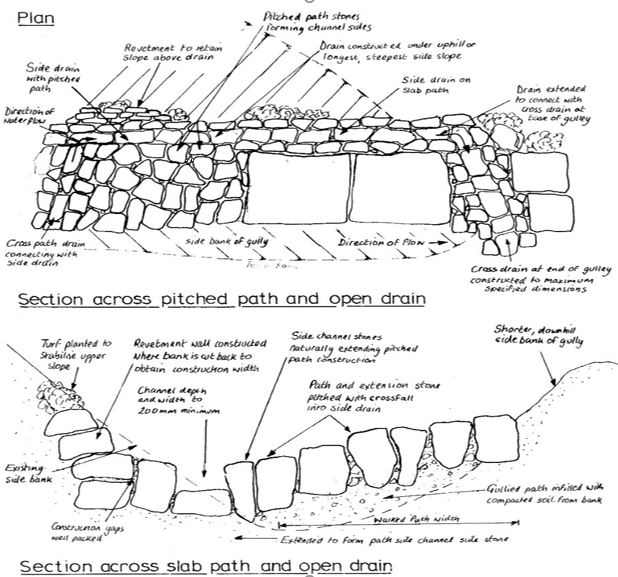 Plan
Pitched path stones
forming channel sides
Revetment to retain
slope above drain
Drain constructed under uphill or
longest, steepest side slope
Side drain
with pitched
path
Side drain on
Slab path
Drain extended
to connect with
cross drain at
base of gulley
Direction of
Waterflow
Cross path drain
connecting with
Side drain
side bank of gully
Direction of Flow
Cross drain at end of gulley
constructed to maximum
specified dimensions
Section across pitched path and open drain
Turf planted to
stabilise upper
slope
Revetment wall constructed
where bank is cut back to
obtain construction width
Side channel stones
naturally extending pitched
path construction
Shorter, downhill
side bank of gully
Channel depth
and width to
200mm minimum
Path and extension stone
pitched with crossfall
into side drain
Existing
side bank
Construction gaps
well packed
Gullied path infilled with
compacted soil from bank
Walked Path width
Extended to form path side channel side stone
Section across slab path and open drain